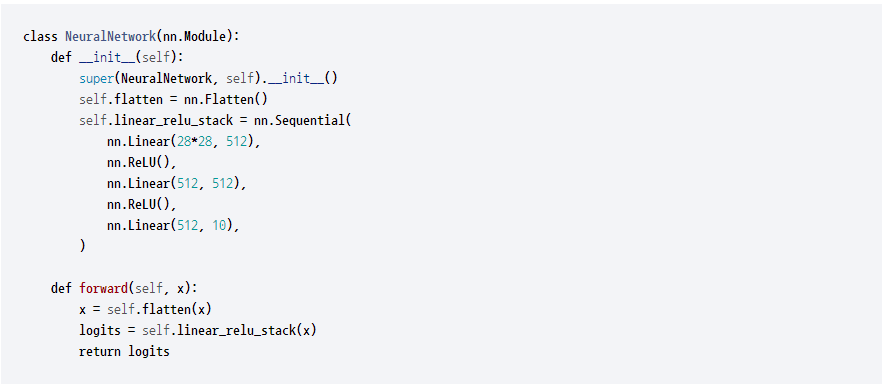 class NeuralNetwork(nn.Module):
    def __init__(self):
        super(NeuralNetwork, self).__init__()
        self.flatten = nn.Flatten()
        self.linear_relu_stack = nn.Sequential(
            nn.Linear(28*28, 512),
            nn.ReLU(),
            nn.Linear(512, 512),
            nn.ReLU(),
            nn.Linear(512, 10),
        )

    def forward(self, x):
        x = self.flatten(x)
        logits = self.linear_relu_stack(x)
        return logits